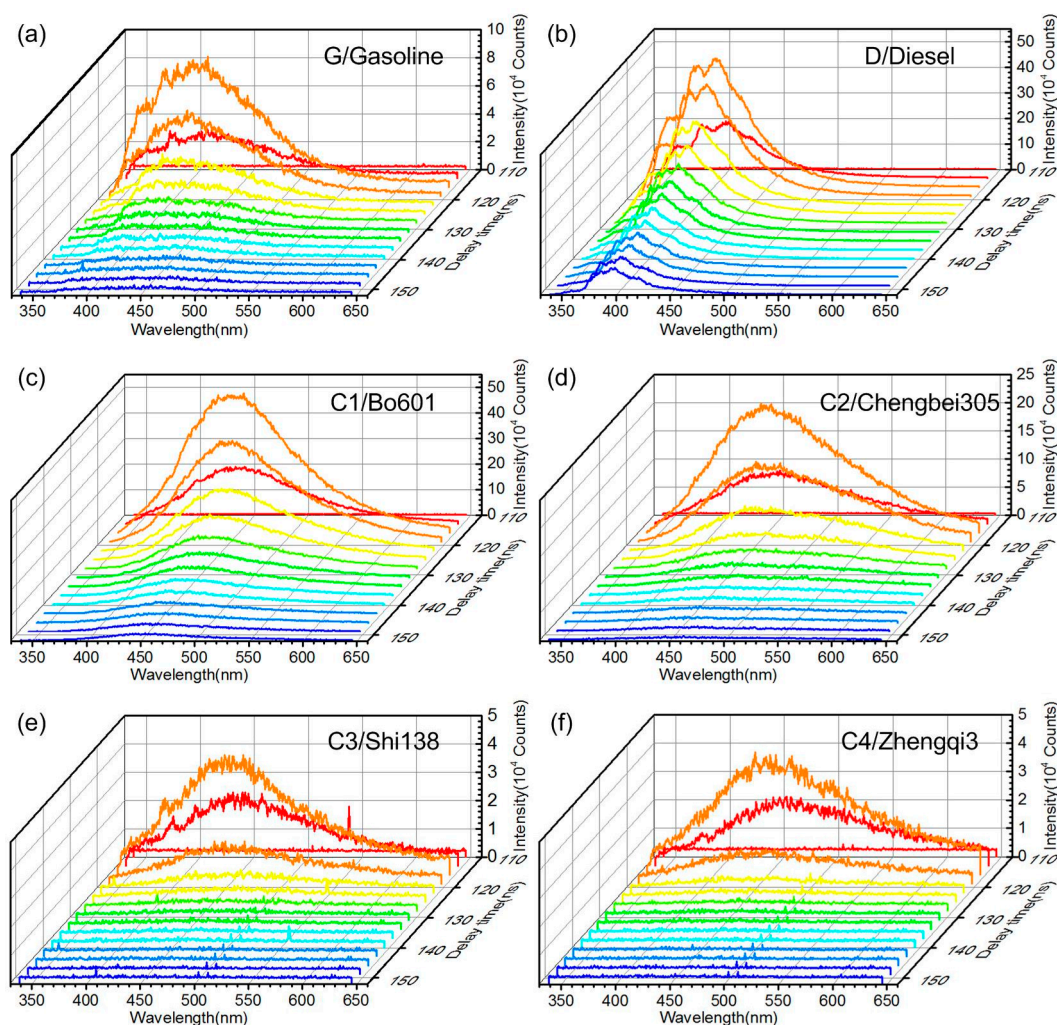 (a)
G/Gasoline
10
8
6
4
2
0
Intensity(10⁴ Counts)
110
120
130
140
150
Delay time(ns)
350 400 450 500 550 600 650
Wavelength(nm)
(b)
D/Diesel
50
40
30
20
10
0
Intensity(10⁴ Counts)
110
120
130
140
150
Delay time(ns)
350 400 450 500 550 600 650
Wavelength(nm)
(c)
C1/Bo601
50
40
30
20
10
0
Intensity(10⁴ Counts)
110
120
130
140
150
Delay time(ns)
350 400 450 500 550 600 650
Wavelength(nm)
(d)
C2/Chengbei305
25
20
15
10
5
0
Intensity(10⁴ Counts)
110
120
130
140
150
Delay time(ns)
350 400 450 500 550 600 650
Wavelength(nm)
(e)
C3/Shi138
5
4
3
2
1
0
Intensity(10⁴ Counts)
110
120
130
140
150
Delay time(ns)
350 400 450 500 550 600 650
Wavelength(nm)
(f)
C4/Zhengqi3
5
4
3
2
1
0
Intensity(10⁴ Counts)
110
120
130
140
150
Delay time(ns)
350 400 450 500 550 600 650
Wavelength(nm)